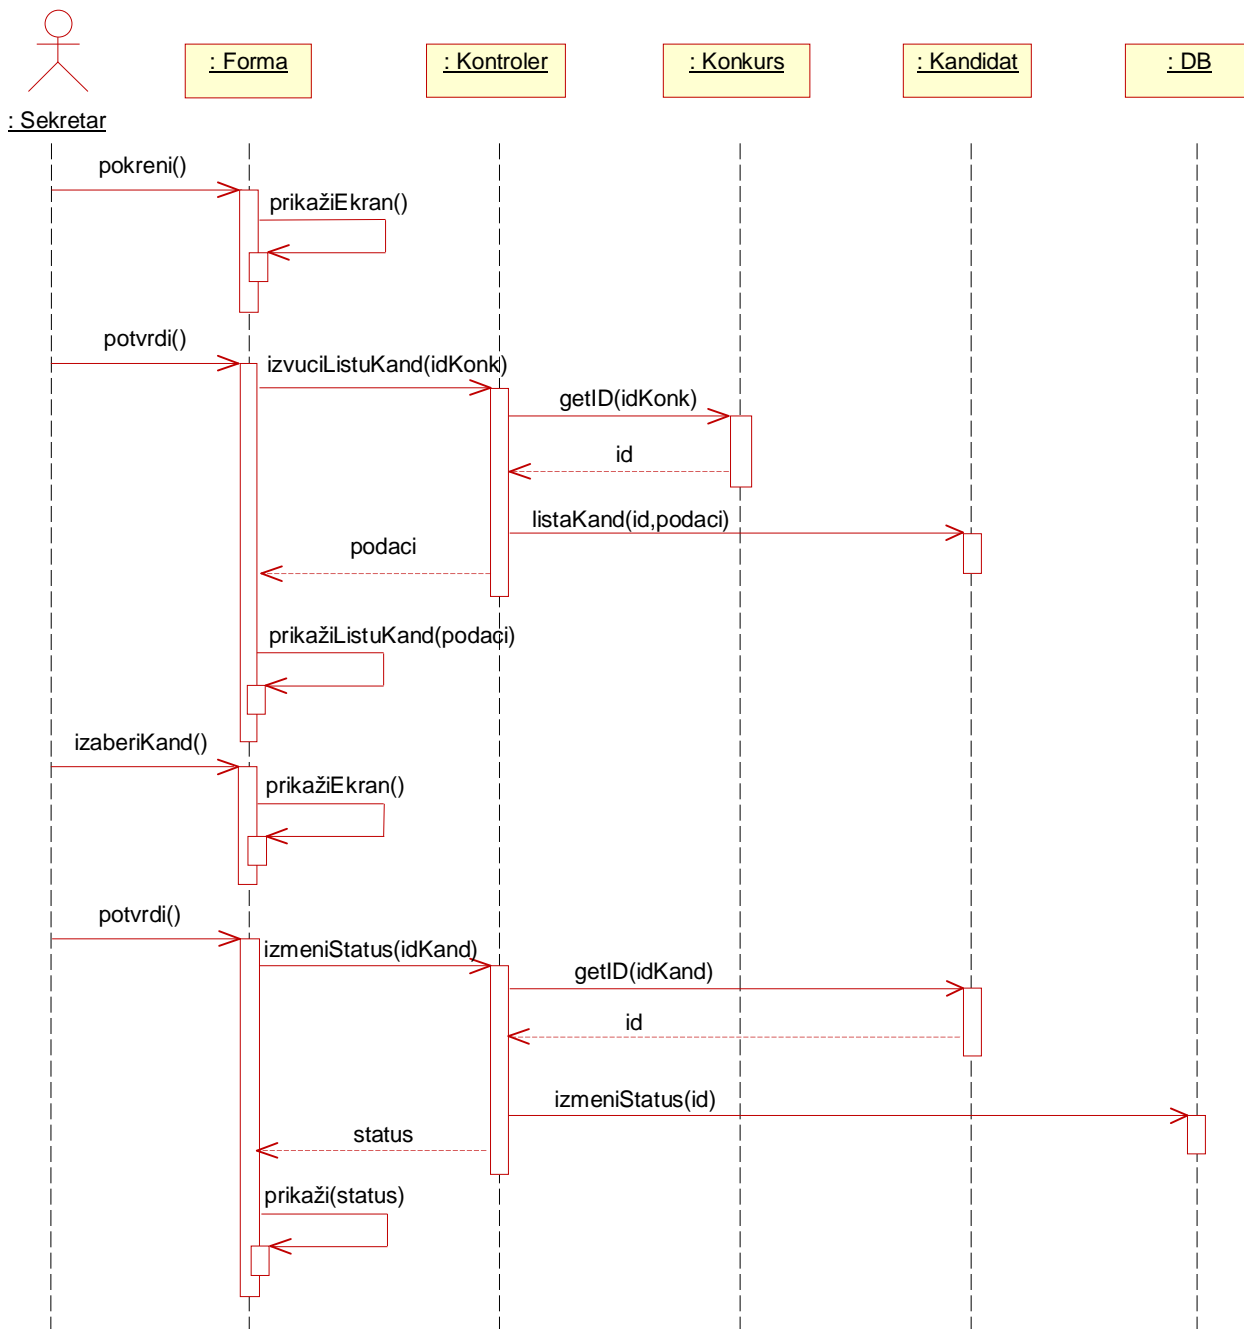 : Forma
: Kontroler
: Konkurs
: Kandidat
: DB
: Sekretar
pokreni()
prikažiEkran()
potvrdi()
izvuciListuKand(idKonk)
getID(idKonk)
id
listaKand(id,podaci)
podaci
prikažiListuKand(podaci)
izaberiKand()
prikažiEkran()
potvrdi()
izmeniStatus(idKand)
getID(idKand)
id
izmeniStatus(id)
status
prikaži(status)